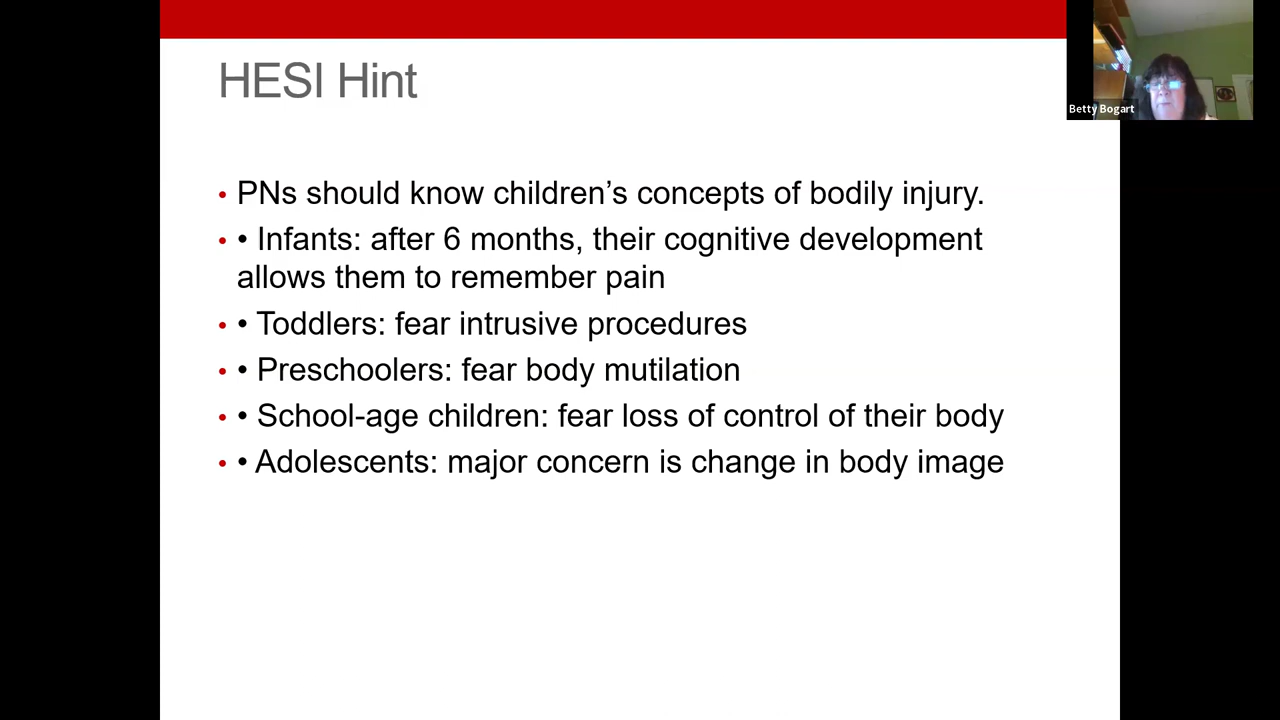 HESI Hint
Betty Bogart
• PNs should know children’s concepts of bodily injury.
• • Infants: after 6 months, their cognitive development
allows them to remember pain
• • Toddlers: fear intrusive procedures
• • Preschoolers: fear body mutilation
• • School-age children: fear loss of control of their body
• • Adolescents: major concern is change in body image